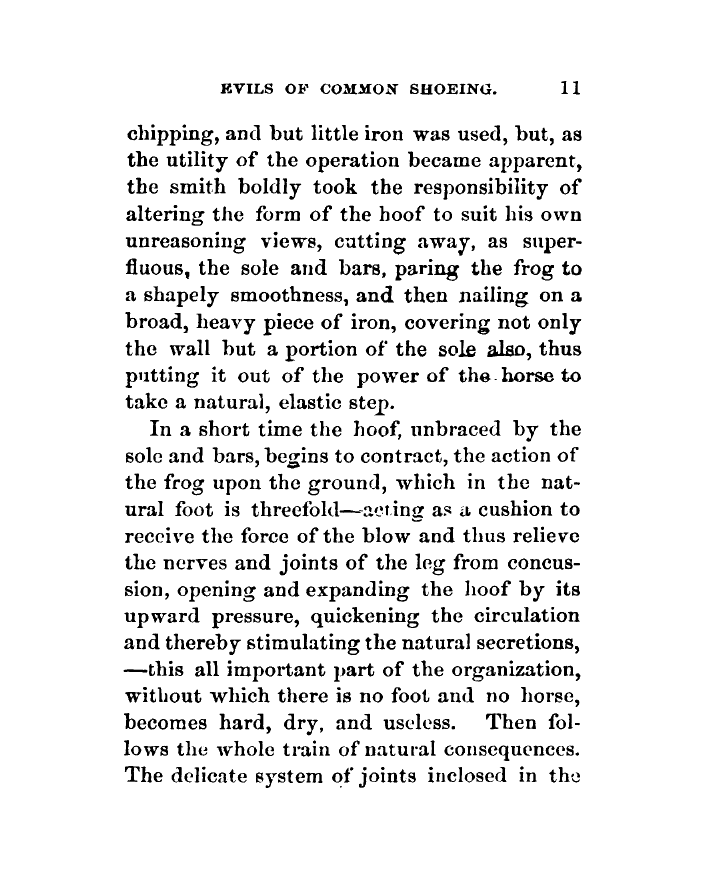 EVILS OF COMMON SHOEING. 11
chipping, and but little iron was used, but, as
the utility of the operation became apparent,
the smith boldly took the responsibility of
altering the form of the hoof to suit his own
unreasoning views, cutting away, as super-
fluous, the sole and bars, paring the frog to
a shapely smoothness, and then nailing on a
broad, heavy piece of iron, covering not only
the wall but a portion of the sole also, thus
putting it out of the power of the horse to
take a natural, elastic step.
In a short time the hoof, unbraced by the
sole and bars, begins to contract, the action of
the frog upon the ground, which in the nat-
ural foot is threefold—acting as a cushion to
receive the force of the blow and thus relieve
the nerves and joints of the leg from concus-
sion, opening and expanding the hoof by its
upward pressure, quickening the circulation
and thereby stimulating the natural secretions,
—this all important part of the organization,
without which there is no foot and no horse,
becomes hard, dry, and useless. Then fol-
lows the whole train of natural consequences.
The delicate system of joints inclosed in the